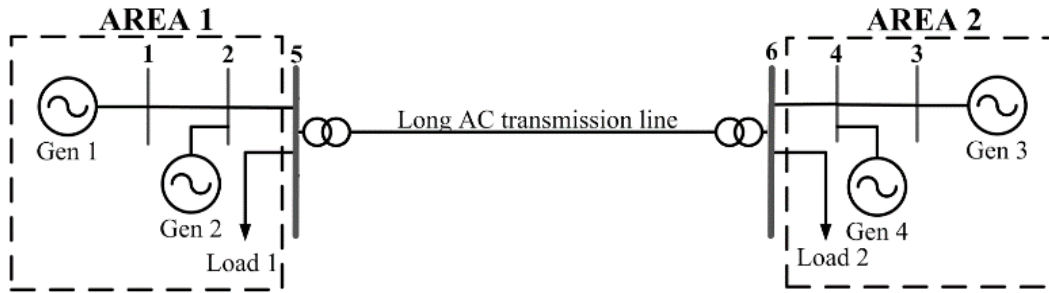 AREA 1
AREA 2
1 2 5 6 4 3
Long AC transmission line
Gen 1
Gen 3
Gen 2
Gen 4
Load 1
Load 2